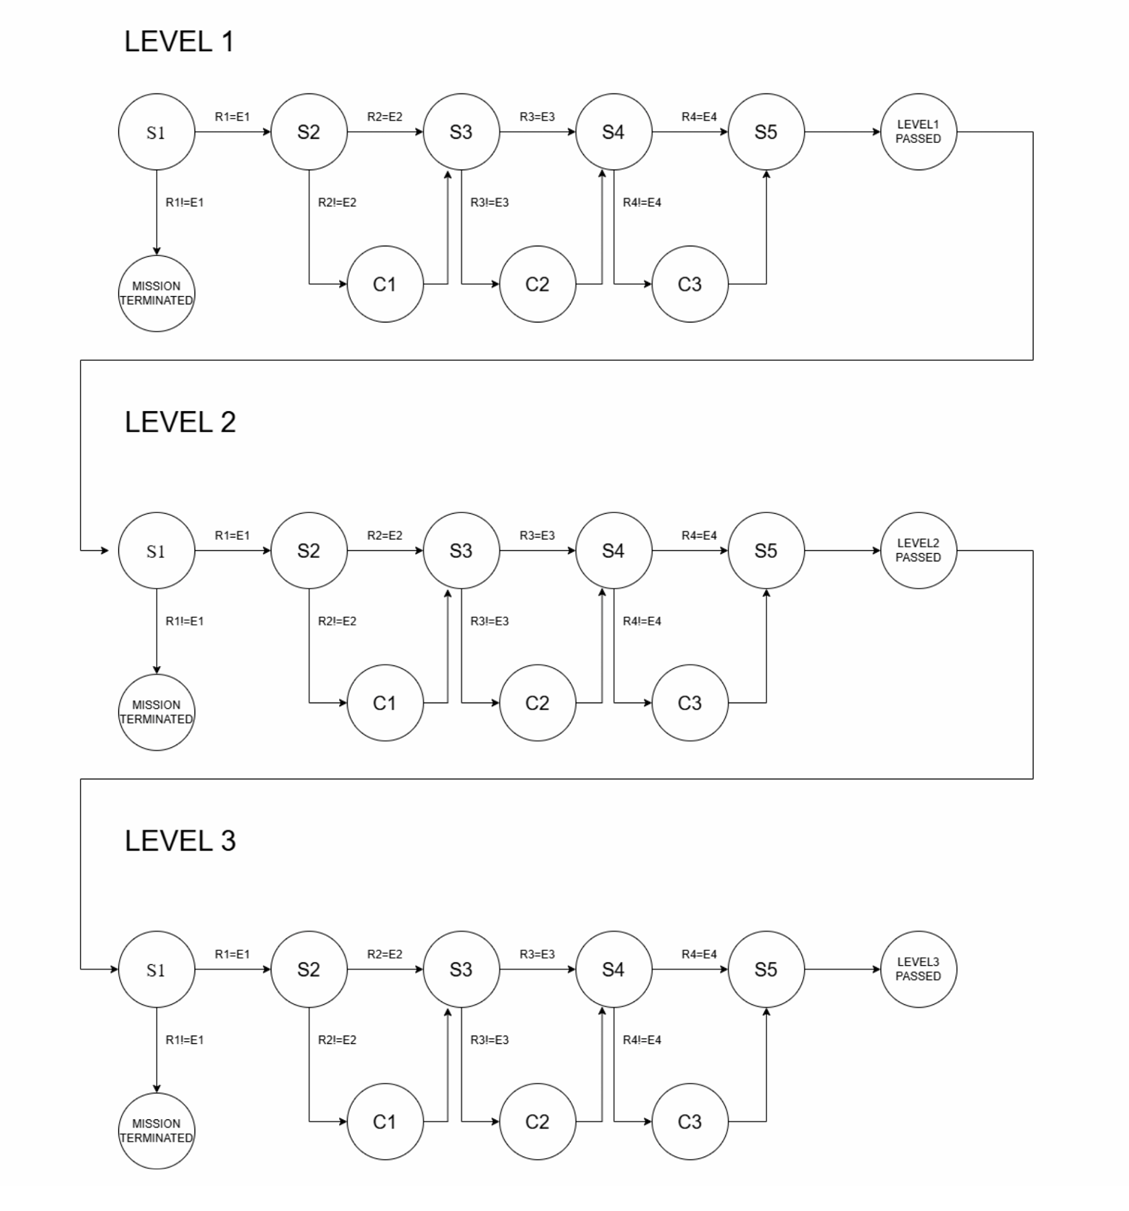 LEVEL 1
R1=E1
R2=E2
R3=E3
R4=E4
S1
S2
S3
S4
S5
LEVEL1
PASSED
R1!=E1
R2!=E2
R3!=E3
R4!=E4
MISSION
TERMINATED
C1
C2
C3
LEVEL 2
R1=E1
R2=E2
R3=E3
R4=E4
S1
S2
S3
S4
S5
LEVEL2
PASSED
R1!=E1
R2!=E2
R3!=E3
R4!=E4
MISSION
TERMINATED
C1
C2
C3
LEVEL 3
R1=E1
R2=E2
R3=E3
R4=E4
S1
S2
S3
S4
S5
LEVEL3
PASSED
R1!=E1
R2!=E2
R3!=E3
R4!=E4
MISSION
TERMINATED
C1
C2
C3